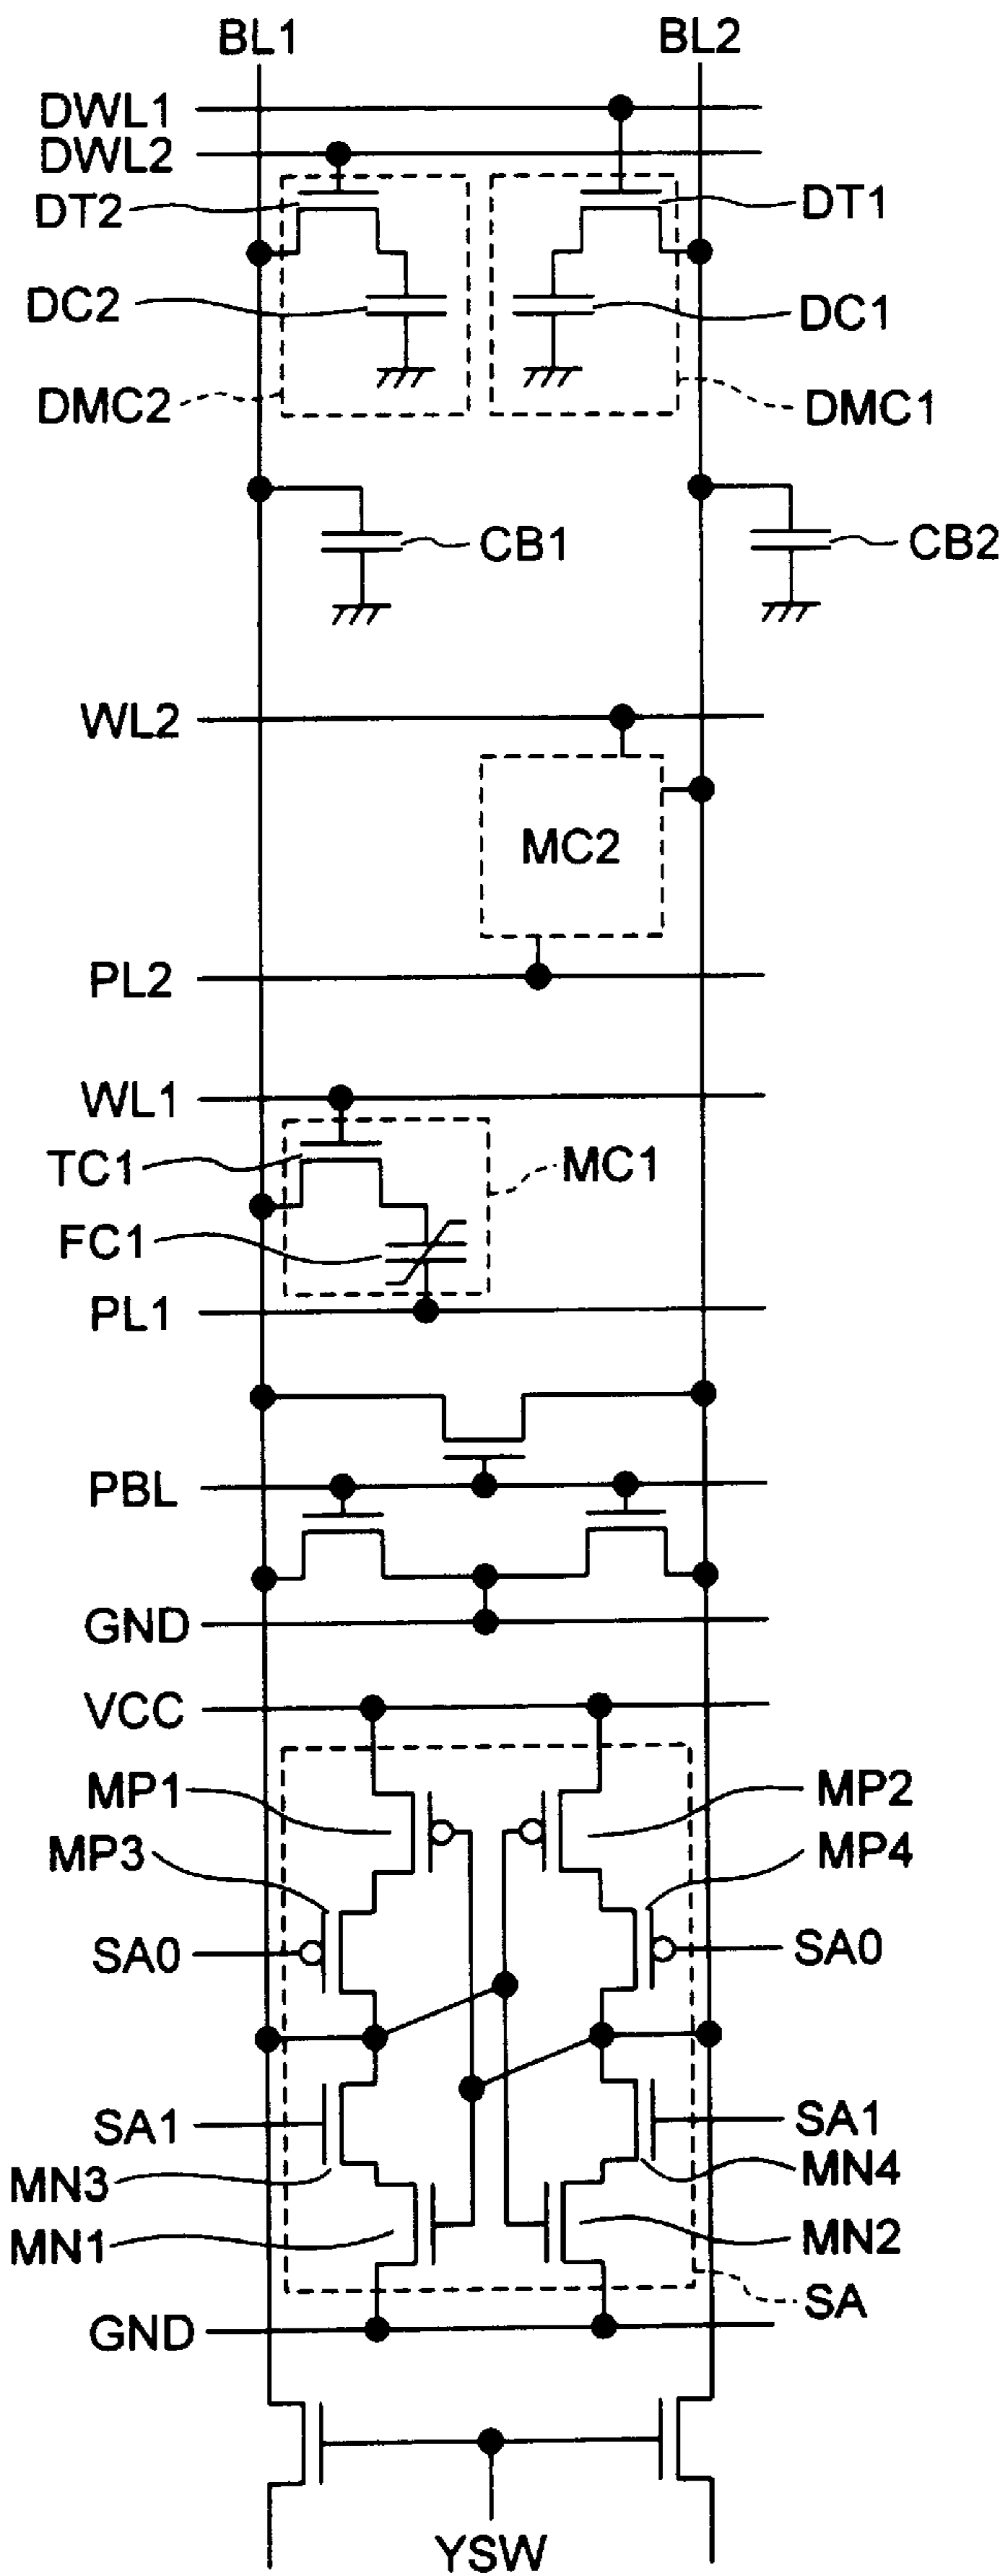 BL1 BL2
DWL1
DWL2
DT2 DT1
DC2 DC1
DMC2 DMC1
CB1 CB2
WL2
MC2
PL2
WL1
TC1 MC1
FC1
PL1
PBL
GND
VCC
MP1 MP2
MP3 MP4
SA0 SA0
SA1 SA1
MN3 MN4
MN1 MN2
SA
GND
YSW